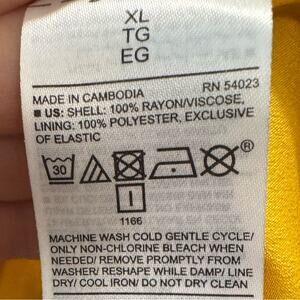 XL
TG
EG
MADE IN CAMBODIA RN 54023
■ US: SHELL: 100% RAYON/VISCOSE,
LINING: 100% POLYESTER, EXCLUSIVE
OF ELASTIC
30
®
1166
MACHINE WASH COLD GENTLE CYCLE/
ONLY NON-CHLORINE BLEACH WHEN
NEEDED/ REMOVE PROMPTLY FROM
WASHER/ RESHAPE WHILE DAMP/ LINE
DRY/ COOL IRON/ DO NOT DRY CLEAN